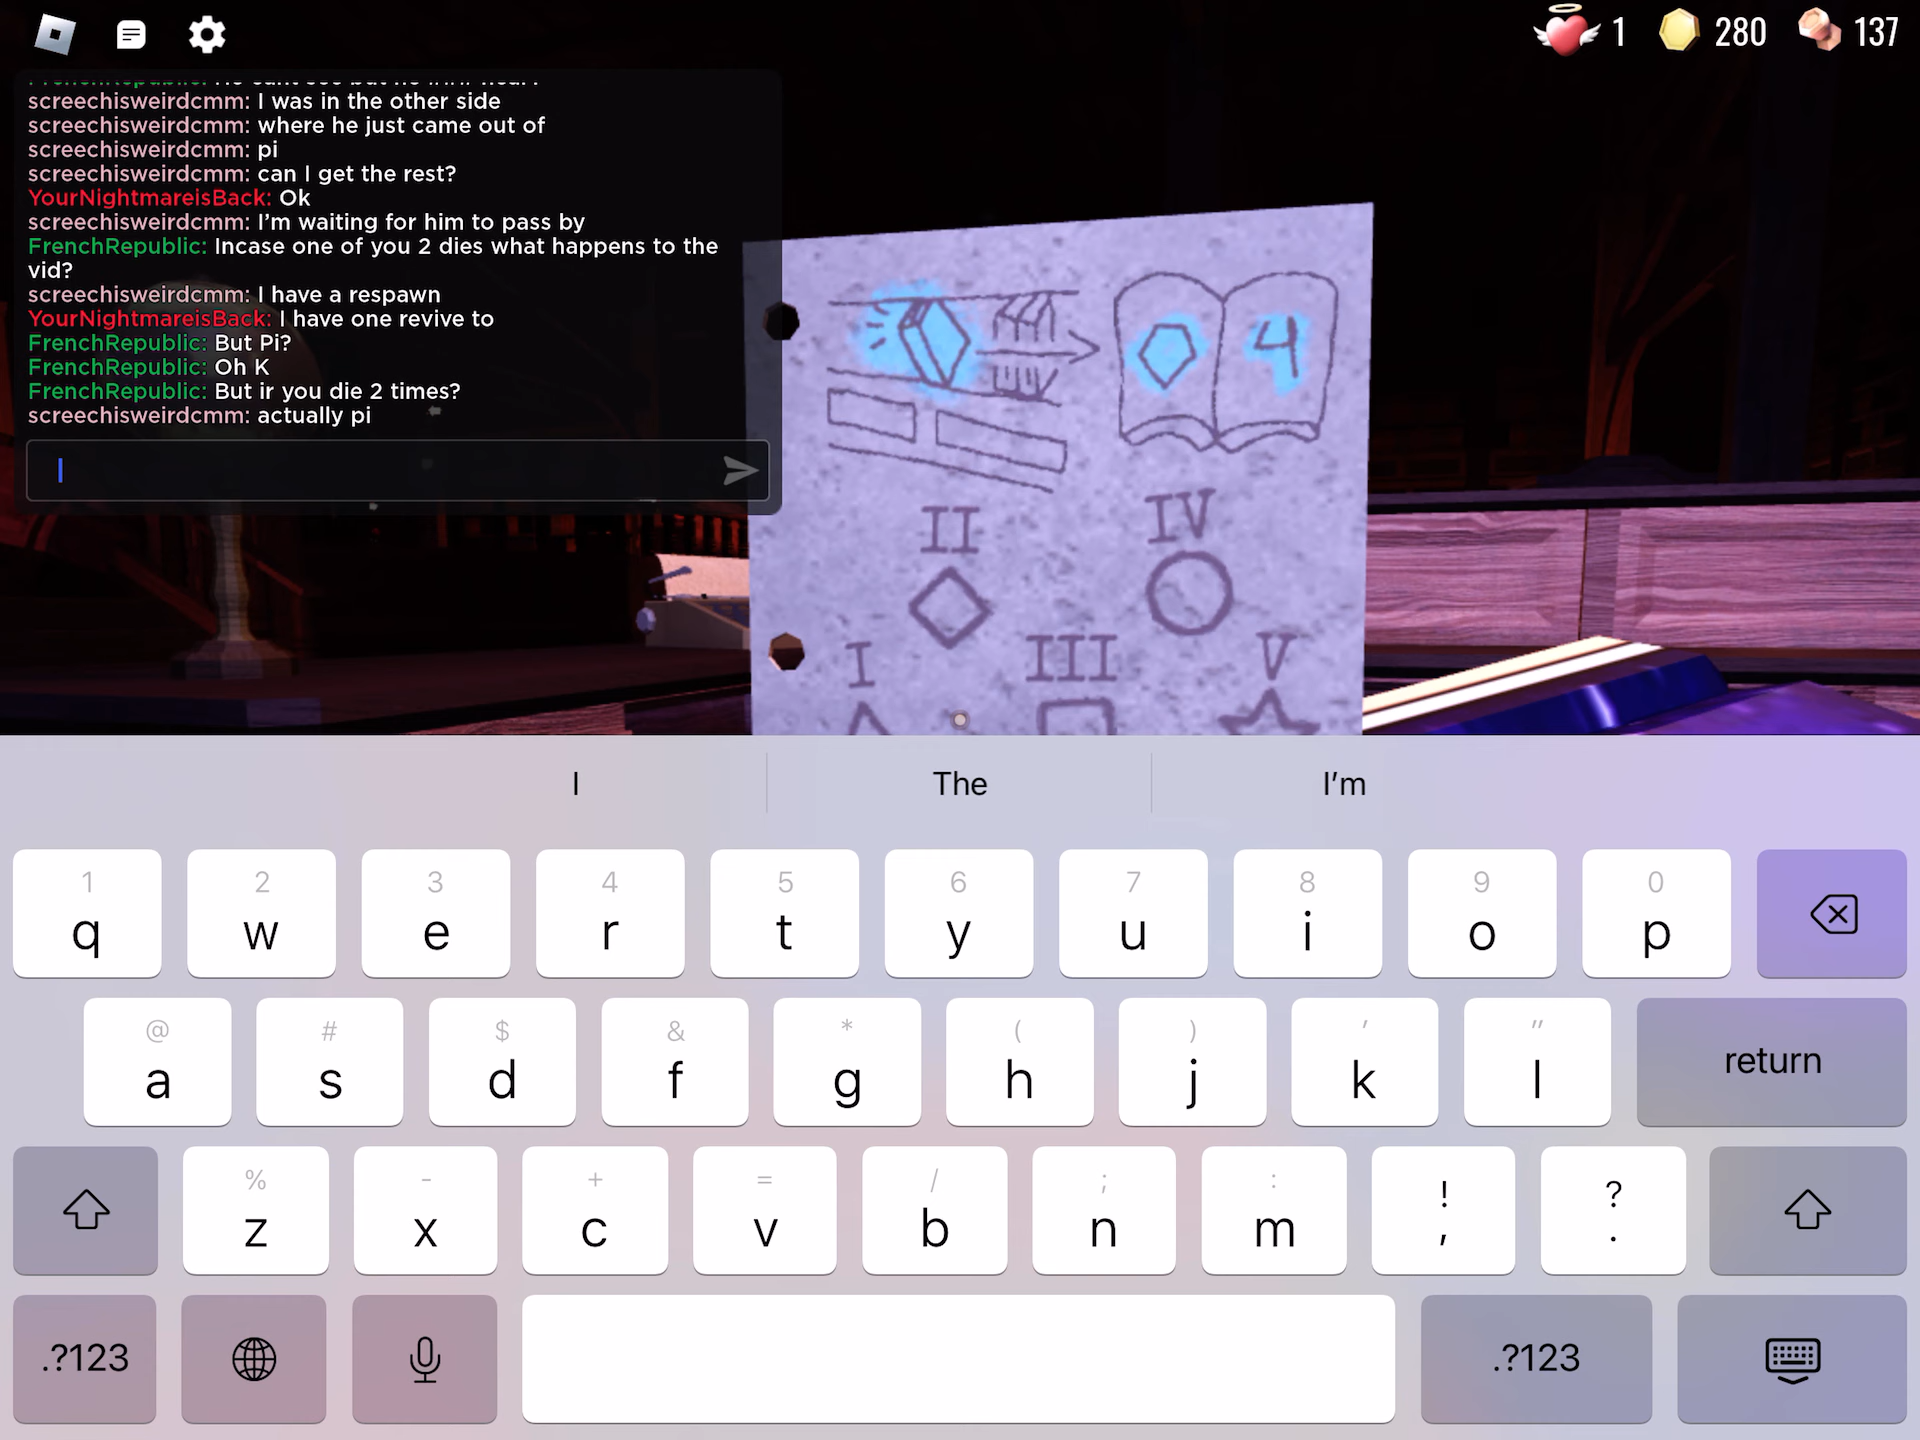 1 280 137
screechisweirdcmm: I was in the other side
screechisweirdcmm: where he just came out of
screechisweirdcmm: pi
screechisweirdcmm: can I get the rest?
YourNightmareisBack: Ok
screechisweirdcmm: I'm waiting for him to pass by
FrenchRepublic: Incase one of you 2 dies what happens to the
vid?
screechisweirdcmm: I have a respawn
YourNightmareisBack: I have one revive to
FrenchRepublic: But Pi?
FrenchRepublic: Oh K
FrenchRepublic: But ir you die 2 times?
screechisweirdcmm: actually pi
4
II IV
I III V
I The I'm
1 2 3 4 5 6 7 8 9 0
q w e r t y u i o p
@ # $ & * ( ) ' "
a s d f g h j k l return
% - + = / ; : ! ?
z x c v b n m , .
.?123 .?123